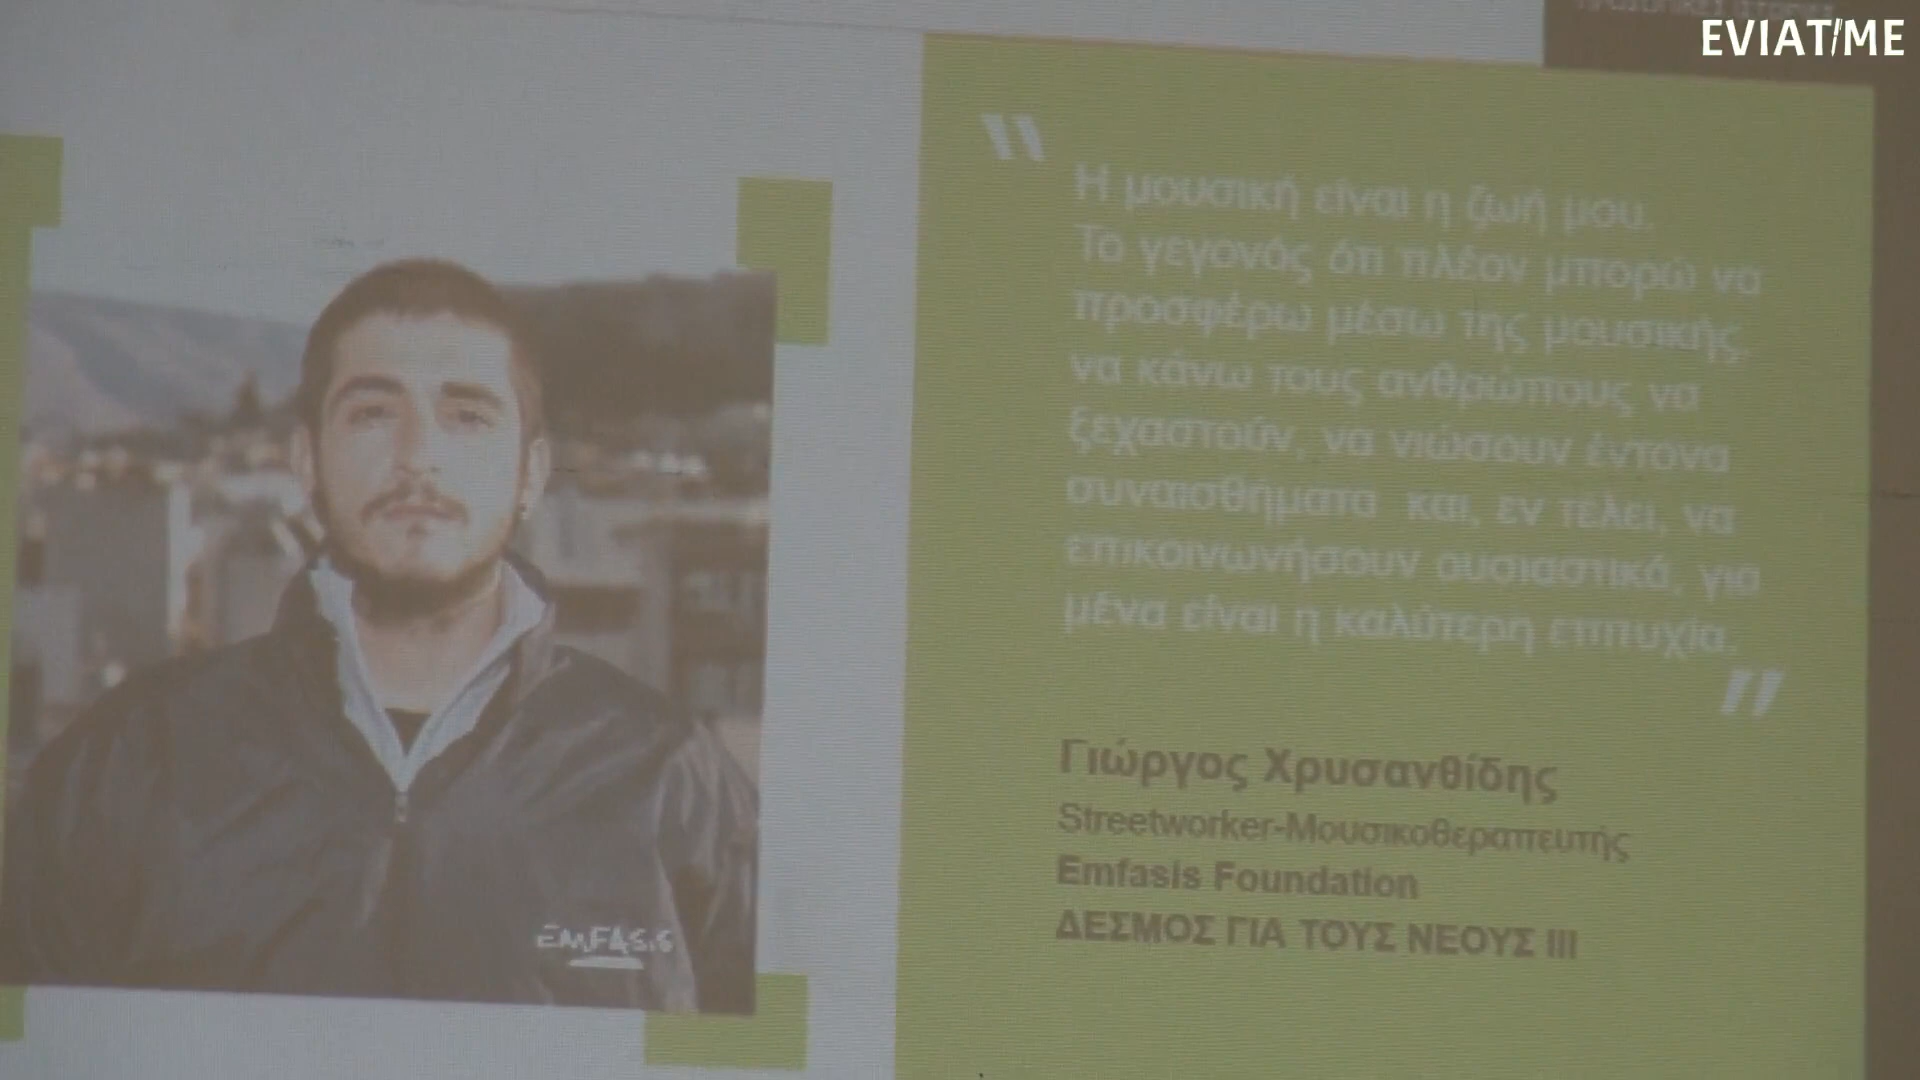 EVIATIME
Η μουσική είναι η ζωή μου.
Το γεγονός ότι πλέον μπορώ να
προσφέρω μέσω της μουσικής,
να κάνω τους ανθρώπους να
ξεχαστούν, να νιώσουν έντονα
συναισθήματα και, εν τέλει, να
επικοινωνήσουν ουσιαστικά, για
μένα είναι η καλύτερη επιτυχία.
Γιώργος Χρυσανθίδης
Streetworker-Μουσικοθεραπευτής
Emfasis Foundation
ΔΕΣΜΟΣ ΓΙΑ ΤΟΥΣ ΝΕΟΥΣ III
EMFASIS